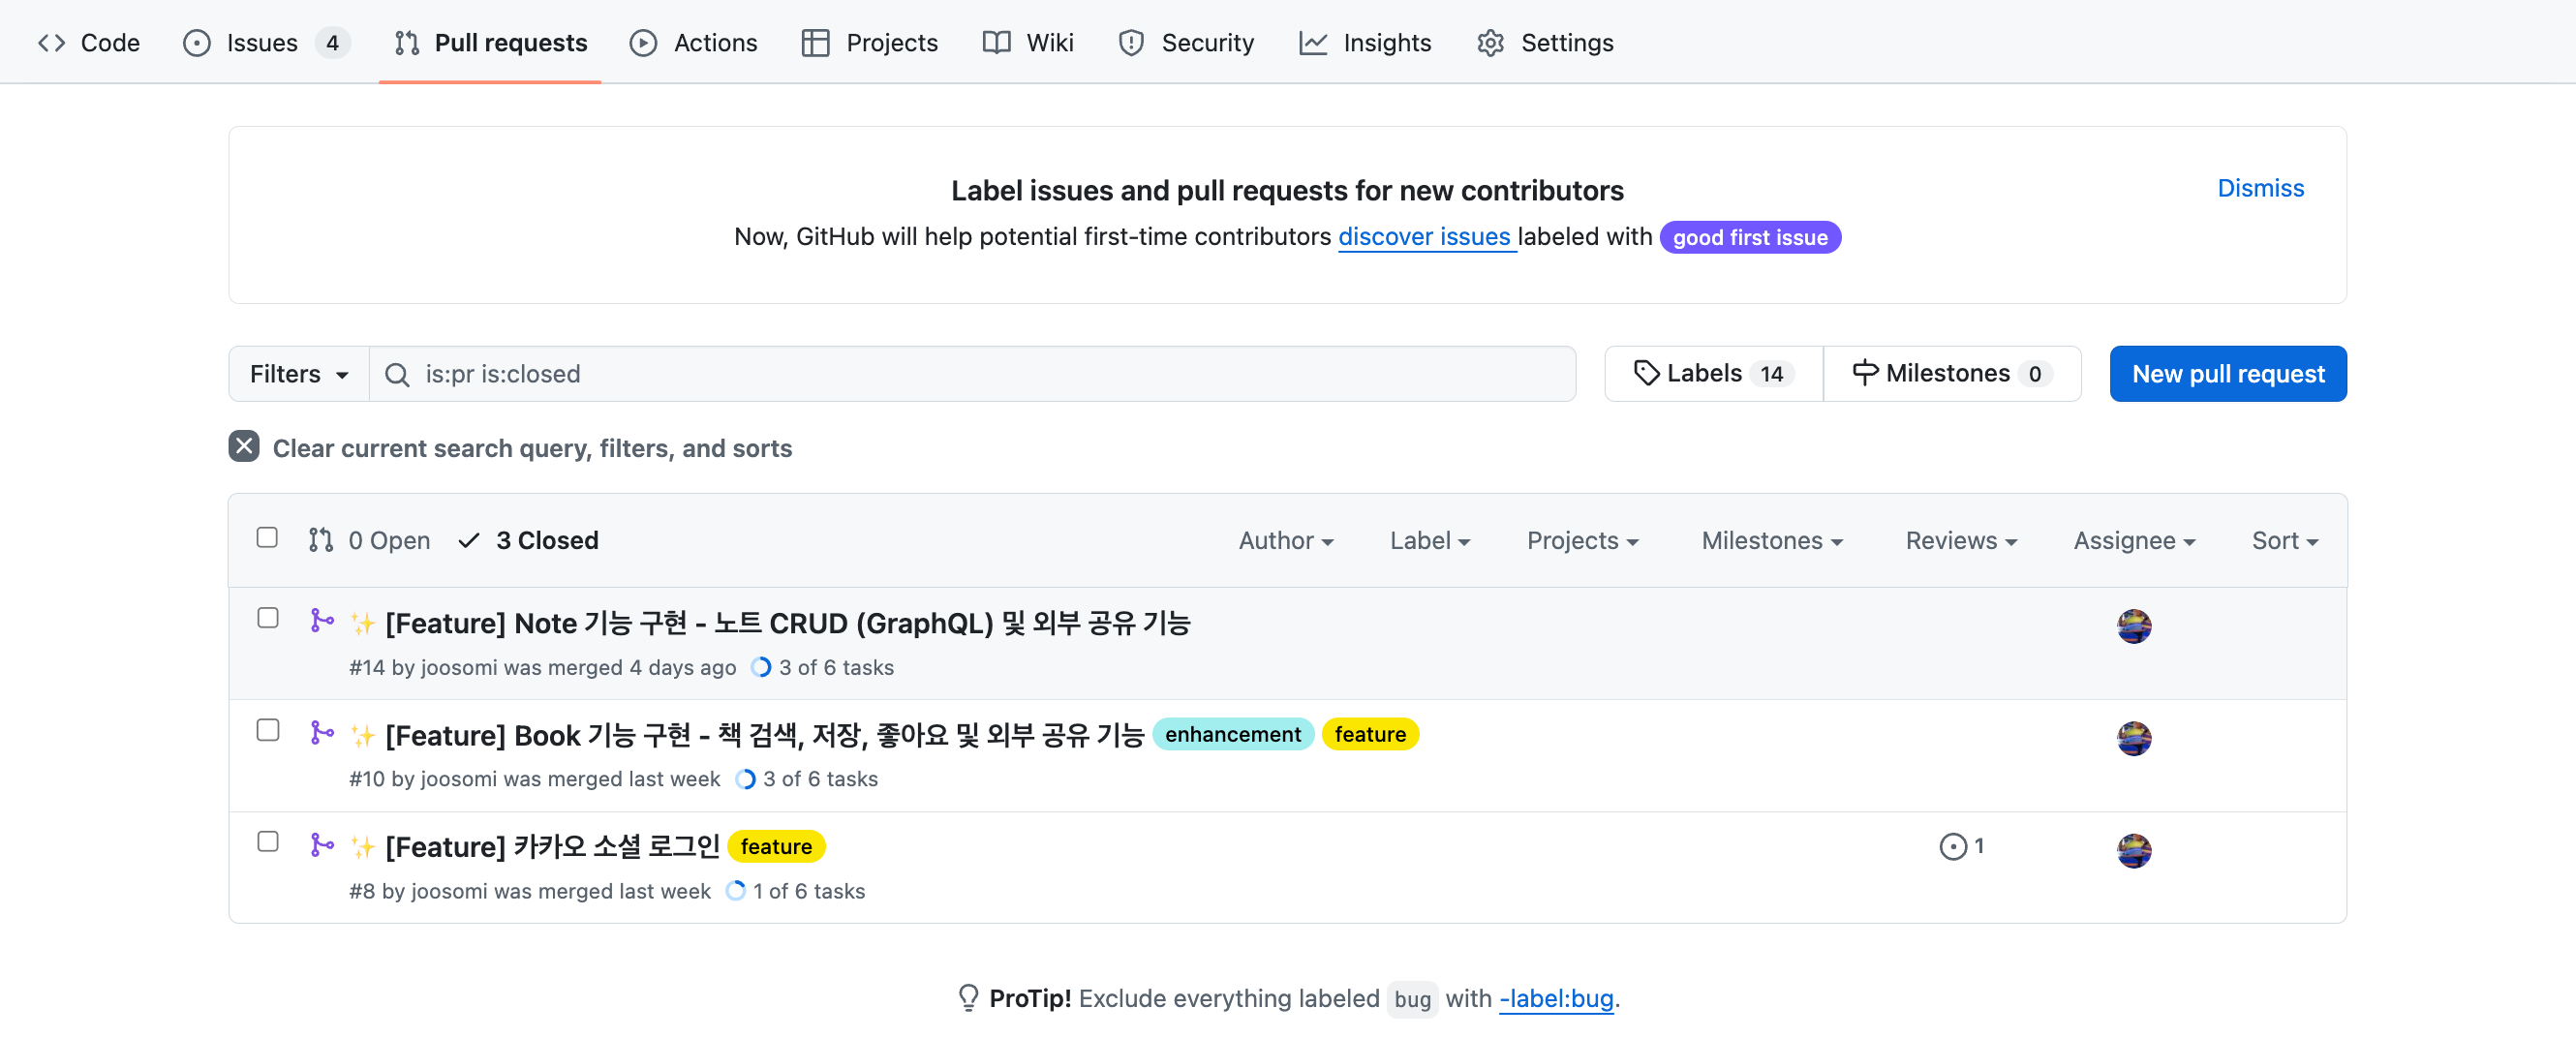 Code Issues 4 Pull requests Actions Projects Wiki Security Insights Settings
Label issues and pull requests for new contributors
Dismiss
Now, GitHub will help potential first-time contributors discover issues labeled with good first issue
Filters is:pr is:closed Labels 14 Milestones 0 New pull request
Clear current search query, filters, and sorts
0 Open 3 Closed Author Label Projects Milestones Reviews Assignee Sort
✨ [Feature] Note 기능 구현 - 노트 CRUD (GraphQL) 및 외부 공유 기능
#14 by joosomi was merged 4 days ago 3 of 6 tasks
✨ [Feature] Book 기능 구현 - 책 검색, 저장, 좋아요 및 외부 공유 기능 enhancement feature
#10 by joosomi was merged last week 3 of 6 tasks
✨ [Feature] 카카오 소셜 로그인 feature 1
#8 by joosomi was merged last week 1 of 6 tasks
ProTip! Exclude everything labeled bug with -label:bug.